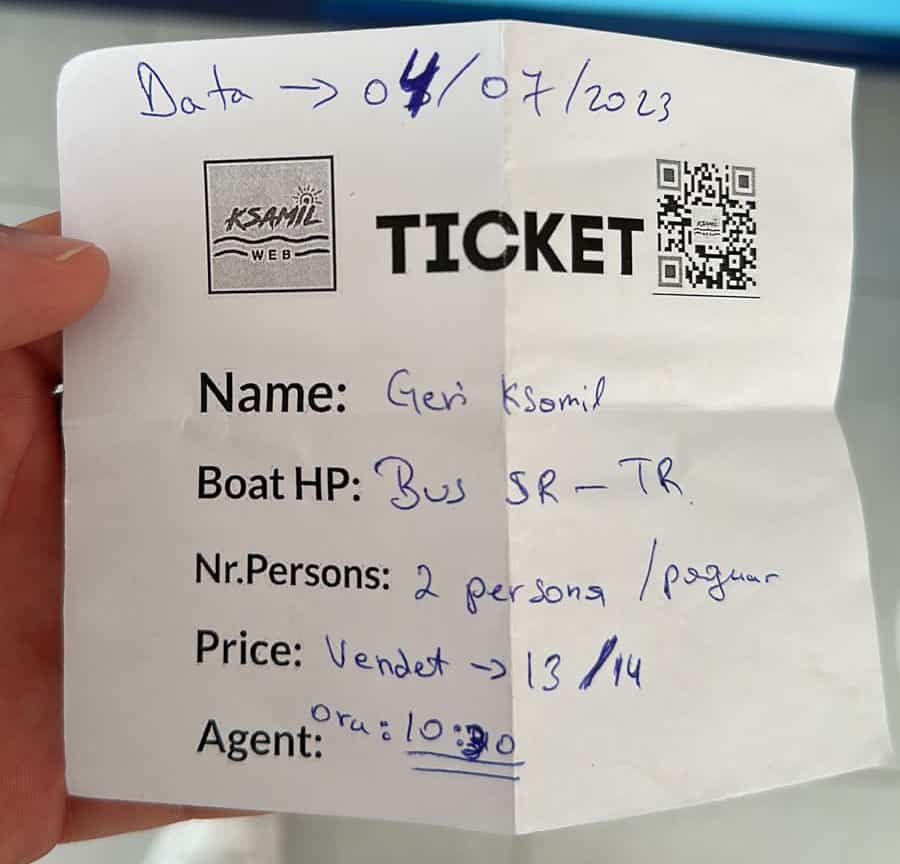 Data → 04/07/2023
KSAMIL
WEB
TICKET
Name: Geri Ksamil
Boat HP: Bus SR – TR
Nr.Persons: 2 persona /paguar
Price: Vendet → 13/14
Agent: Ora: 10:30